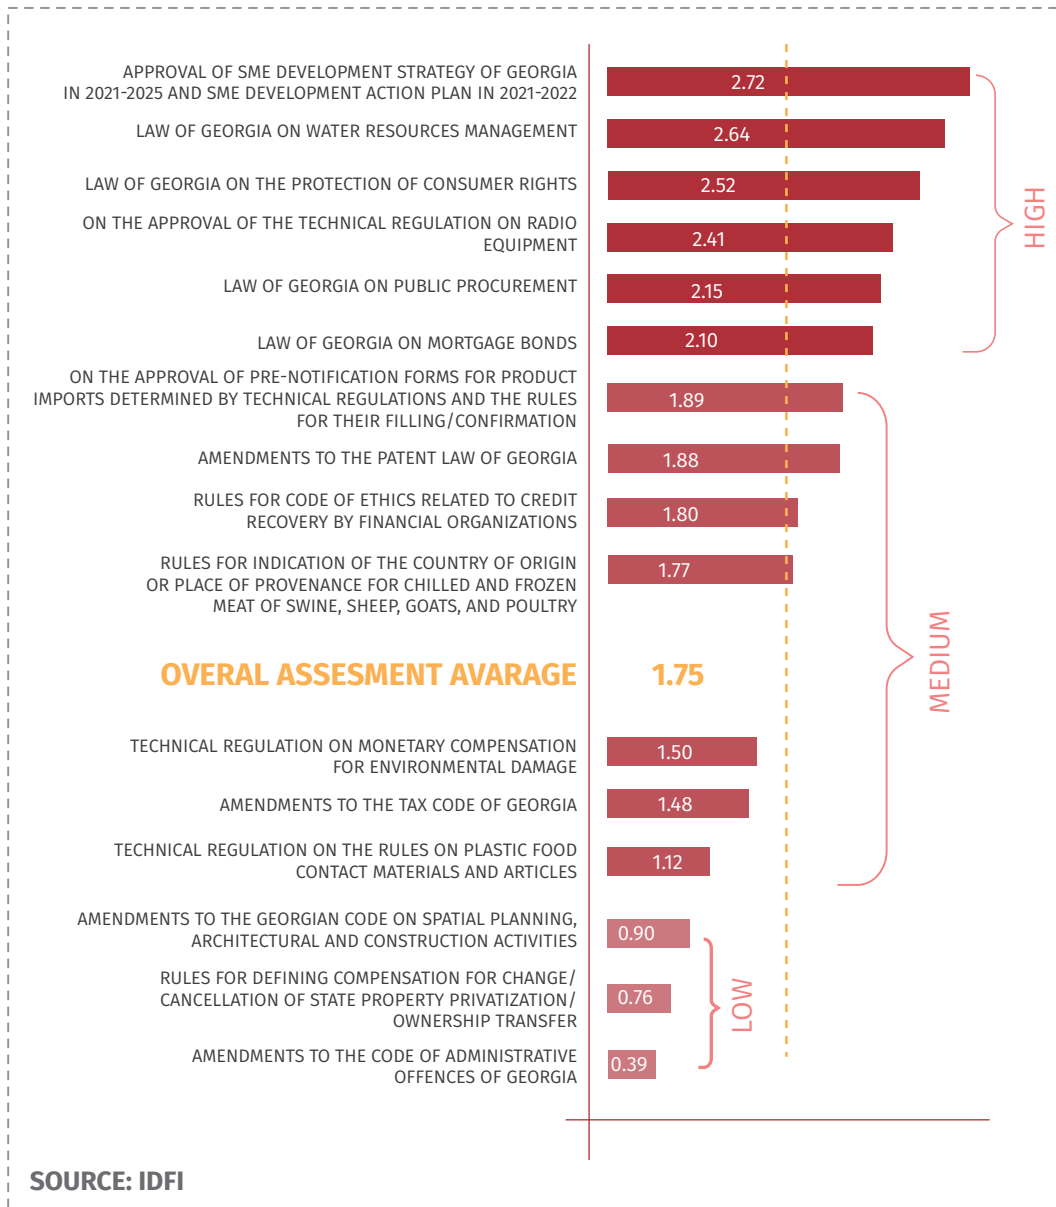 APPROVAL OF SME DEVELOPMENT STRATEGY OF GEORGIA
IN 2021-2025 AND SME DEVELOPMENT ACTION PLAN IN 2021-2022
2.72
LAW OF GEORGIA ON WATER RESOURCES MANAGEMENT
2.64
LAW OF GEORGIA ON THE PROTECTION OF CONSUMER RIGHTS
2.52
ON THE APPROVAL OF THE TECHNICAL REGULATION ON RADIO
EQUIPMENT
2.41
LAW OF GEORGIA ON PUBLIC PROCUREMENT
2.15
LAW OF GEORGIA ON MORTGAGE BONDS
2.10
HIGH
ON THE APPROVAL OF PRE-NOTIFICATION FORMS FOR PRODUCT
IMPORTS DETERMINED BY TECHNICAL REGULATIONS AND THE RULES
FOR THEIR FILLING/CONFIRMATION
1.89
AMENDMENTS TO THE PATENT LAW OF GEORGIA
1.88
RULES FOR CODE OF ETHICS RELATED TO CREDIT
RECOVERY BY FINANCIAL ORGANIZATIONS
1.80
RULES FOR INDICATION OF THE COUNTRY OF ORIGIN
OR PLACE OF PROVENANCE FOR CHILLED AND FROZEN
MEAT OF SWINE, SHEEP, GOATS, AND POULTRY
1.77
OVERAL ASSESMENT AVARAGE 1.75
TECHNICAL REGULATION ON MONETARY COMPENSATION
FOR ENVIRONMENTAL DAMAGE
1.50
AMENDMENTS TO THE TAX CODE OF GEORGIA
1.48
TECHNICAL REGULATION ON THE RULES ON PLASTIC FOOD
CONTACT MATERIALS AND ARTICLES
1.12
MEDIUM
AMENDMENTS TO THE GEORGIAN CODE ON SPATIAL PLANNING,
ARCHITECTURAL AND CONSTRUCTION ACTIVITIES
0.90
RULES FOR DEFINING COMPENSATION FOR CHANGE/
CANCELLATION OF STATE PROPERTY PRIVATIZATION/
OWNERSHIP TRANSFER
0.76
AMENDMENTS TO THE CODE OF ADMINISTRATIVE
OFFENCES OF GEORGIA
0.39
LOW
SOURCE: IDFI